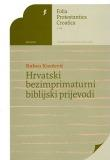 Folia
Protestantica
Croatica
Ruben Knežević
Hrvatski
bezimprimaturni
biblijski prijevodi